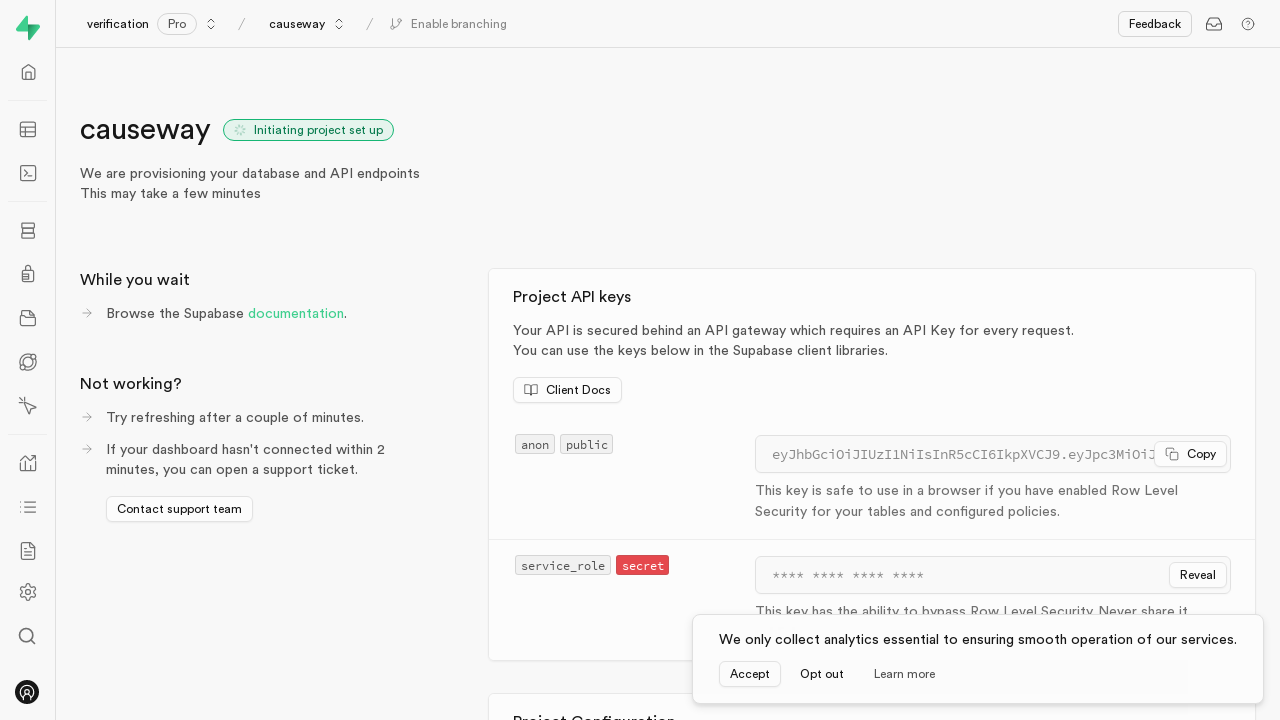 verification Pro / causeway / Enable branching
Feedback
causeway Initiating project set up
We are provisioning your database and API endpoints
This may take a few minutes
While you wait
Browse the Supabase documentation.
Not working?
Try refreshing after a couple of minutes.
If your dashboard hasn't connected within 2
minutes, you can open a support ticket.
Contact support team
Project API keys
Your API is secured behind an API gateway which requires an API Key for every request.
You can use the keys below in the Supabase client libraries.
Client Docs
anon public
eyJhbGciOiJIUzI1NiIsInR5cCI6IkpXVCJ9.eyJpc3MiOiJ
Copy
This key is safe to use in a browser if you have enabled Row Level
Security for your tables and configured policies.
service_role secret
**** **** **** ****
Reveal
This key has the ability to bypass Row Level Security. Never share it
We only collect analytics essential to ensuring smooth operation of our services.
Accept Opt out Learn more
Project Configuration